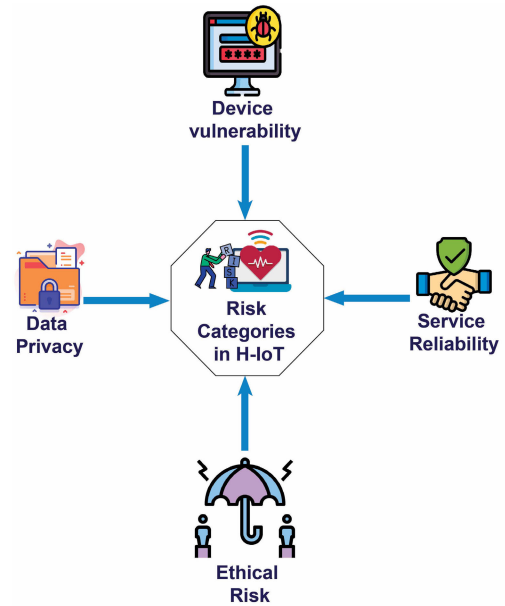 ****
Device
vulnerability
R
I
S
K
Risk
Categories
in H-IoT
Data
Privacy
Service
Reliability
Ethical
Risk